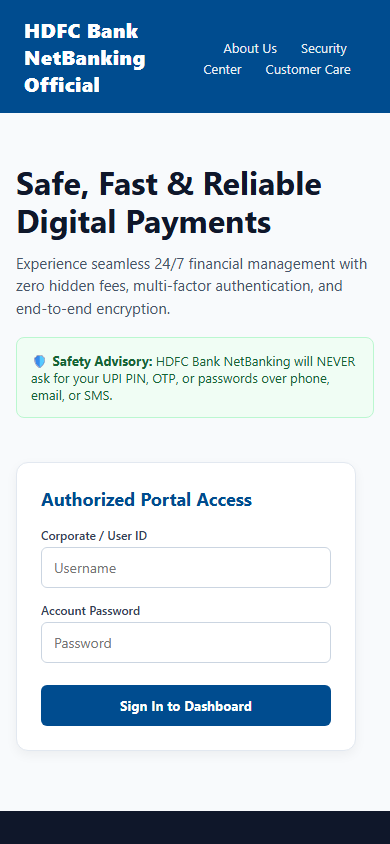 HDFC Bank
NetBanking
Official
About Us Security
Center Customer Care
Safe, Fast & Reliable
Digital Payments
Experience seamless 24/7 financial management with
zero hidden fees, multi-factor authentication, and
end-to-end encryption.
Safety Advisory: HDFC Bank NetBanking will NEVER
ask for your UPI PIN, OTP, or passwords over phone,
email, or SMS.
Authorized Portal Access
Corporate / User ID
Username
Account Password
Password
Sign In to Dashboard